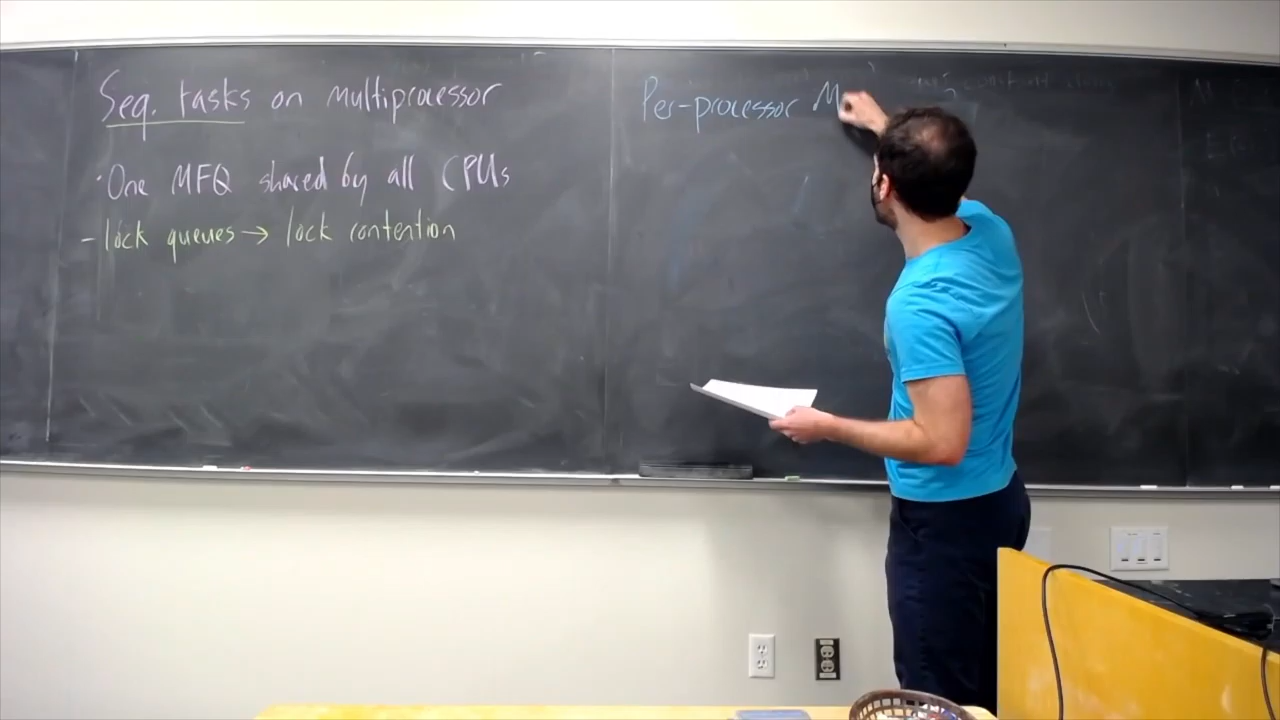 Seq. tasks on multiprocessor
·One MFQ shared by all CPUs
-lock queues→ lock contention
Per-processor M